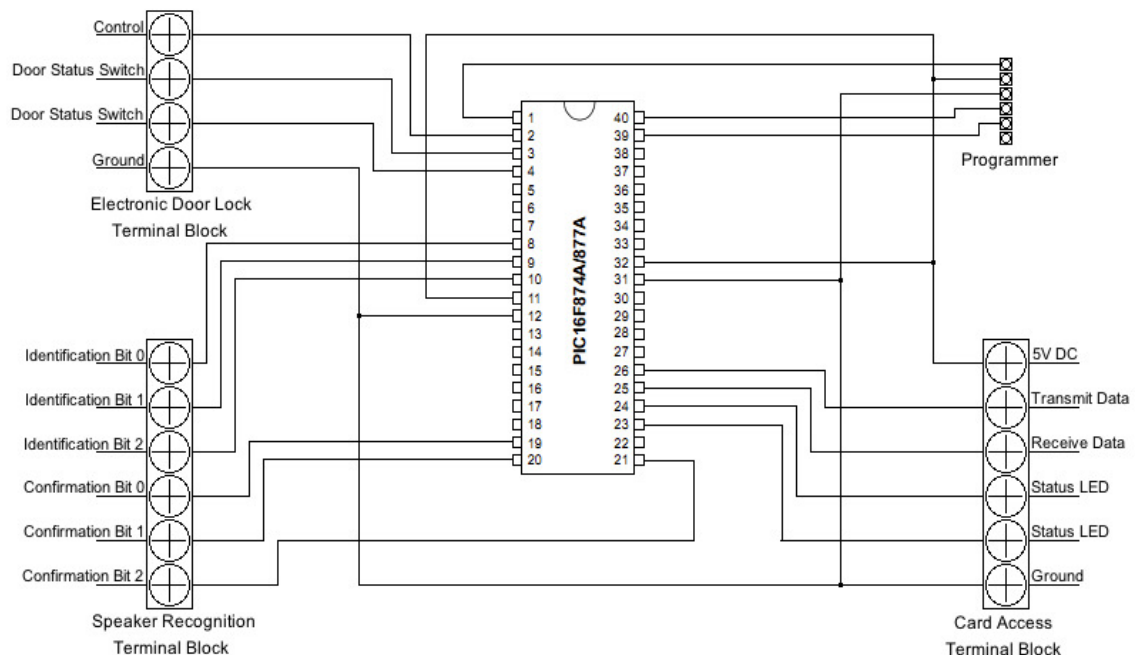 Control
Door Status Switch
Door Status Switch
Ground
Electronic Door Lock
Terminal Block
Identification Bit 0
Identification Bit 1
Identification Bit 2
Confirmation Bit 0
Confirmation Bit 1
Confirmation Bit 2
Speaker Recognition
Terminal Block
PIC16F874A/877A
1
2
3
4
5
6
7
8
9
10
11
12
13
14
15
16
17
18
19
20
40
39
38
37
36
35
34
33
32
31
30
29
28
27
26
25
24
23
22
21
Programmer
5V DC
Transmit Data
Receive Data
Status LED
Status LED
Ground
Card Access
Terminal Block